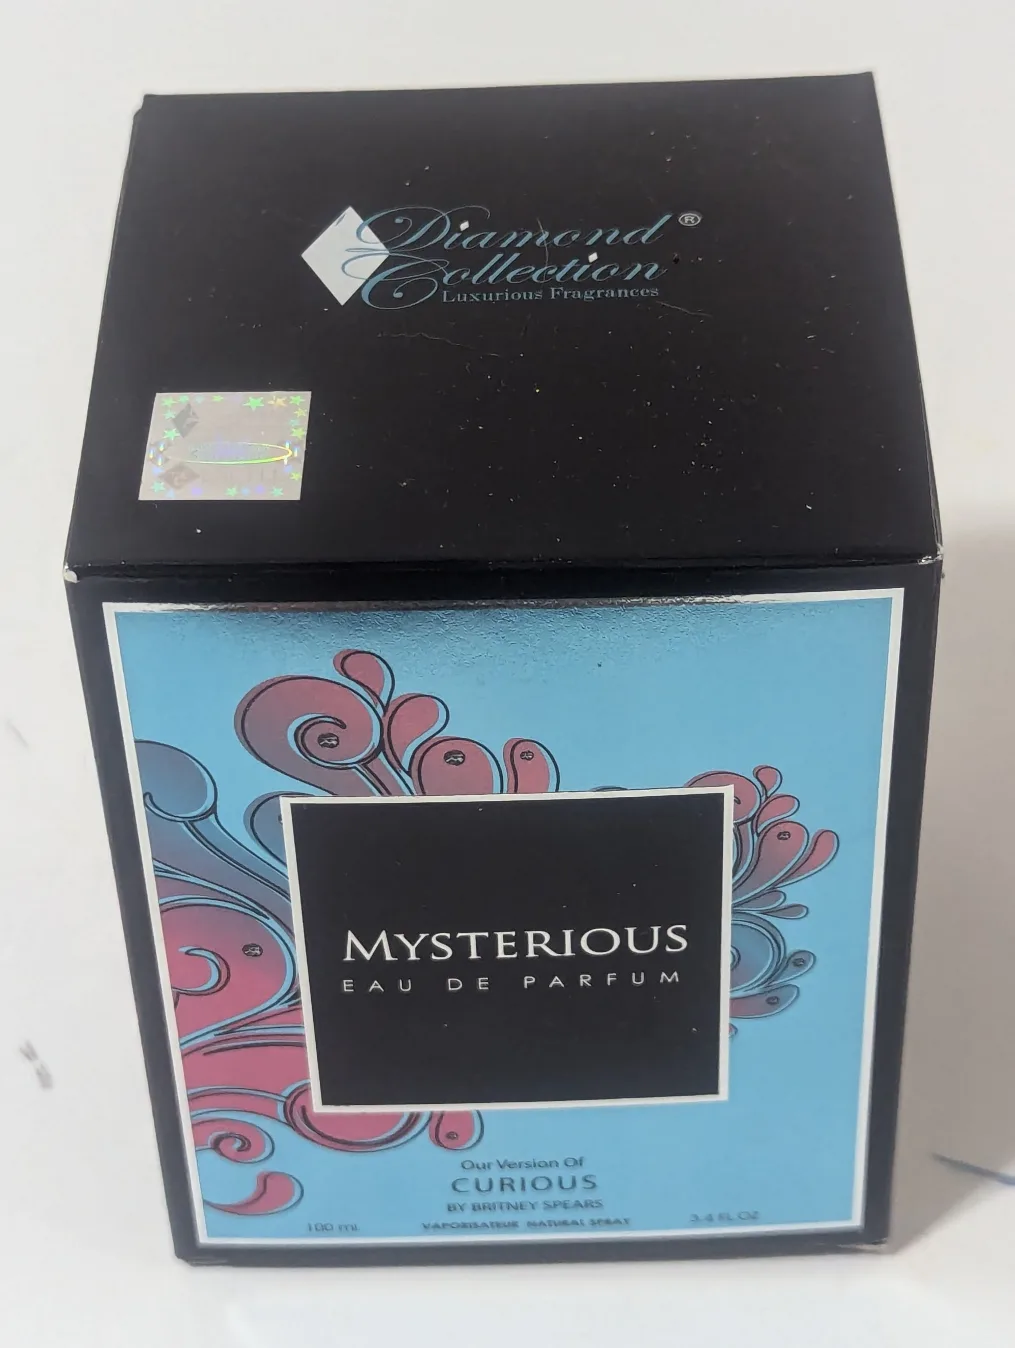 Diamond ®
Collection
Luxurious Fragrances
MYSTERIOUS
EAU DE PARFUM
Our Version Of
CURIOUS
BY BRITNEY SPEARS
100 ml. VAPORISATEUR NATURAL SPRAY 3.4 FL OZ